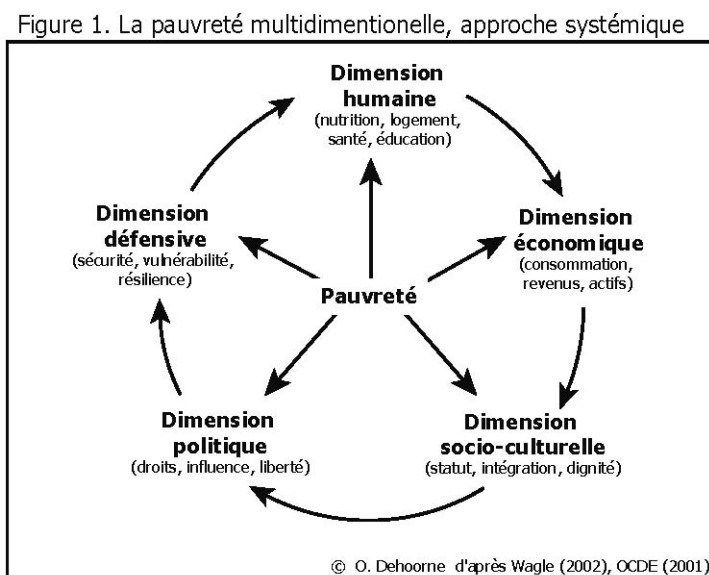 Figure 1. La pauvreté multidimentionelle, approche systémique
Dimension
humaine
(nutrition, logement,
santé, éducation)
Dimension
économique
(consommation,
revenus, actifs)
Dimension
socio-culturelle
(statut, intégration, dignité)
Dimension
politique
(droits, influence, liberté)
Dimension
défensive
(sécurité, vulnérabilité,
résilience)
Pauvreté
© O. Dehoorne d'après Wagle (2002), OCDE (2001)